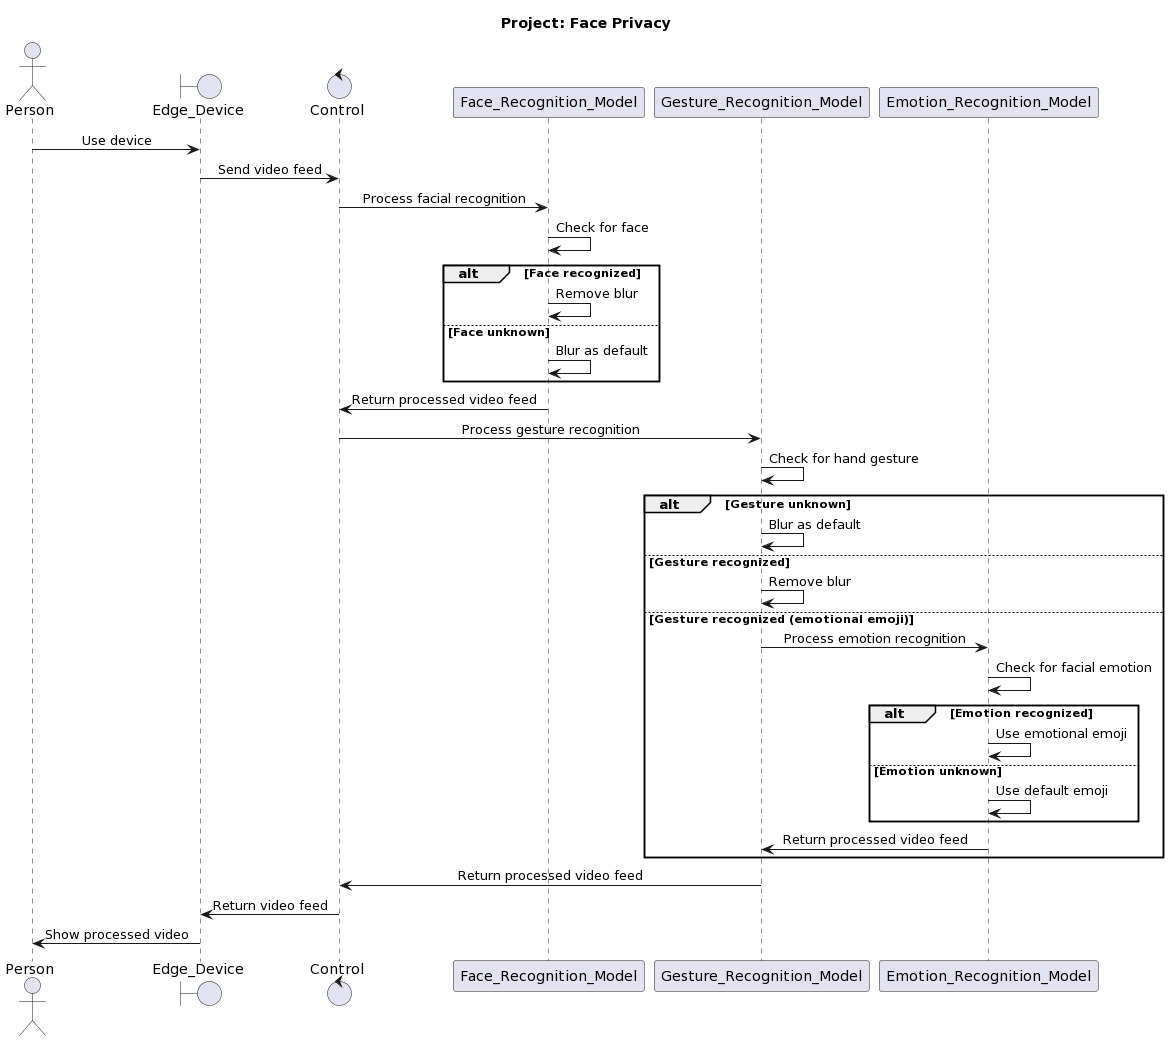 Project: Face Privacy
Person
Edge_Device
Control
Face_Recognition_Model
Gesture_Recognition_Model
Emotion_Recognition_Model
Use device
Send video feed
Process facial recognition
Check for face
alt [Face recognized]
Remove blur
[Face unknown]
Blur as default
Return processed video feed
Process gesture recognition
Check for hand gesture
alt [Gesture unknown]
Blur as default
[Gesture recognized]
Remove blur
[Gesture recognized (emotional emoji)]
Process emotion recognition
Check for facial emotion
alt [Emotion recognized]
Use emotional emoji
[Emotion unknown]
Use default emoji
Return processed video feed
Return processed video feed
Return video feed
Show processed video
Person
Edge_Device
Control
Face_Recognition_Model
Gesture_Recognition_Model
Emotion_Recognition_Model